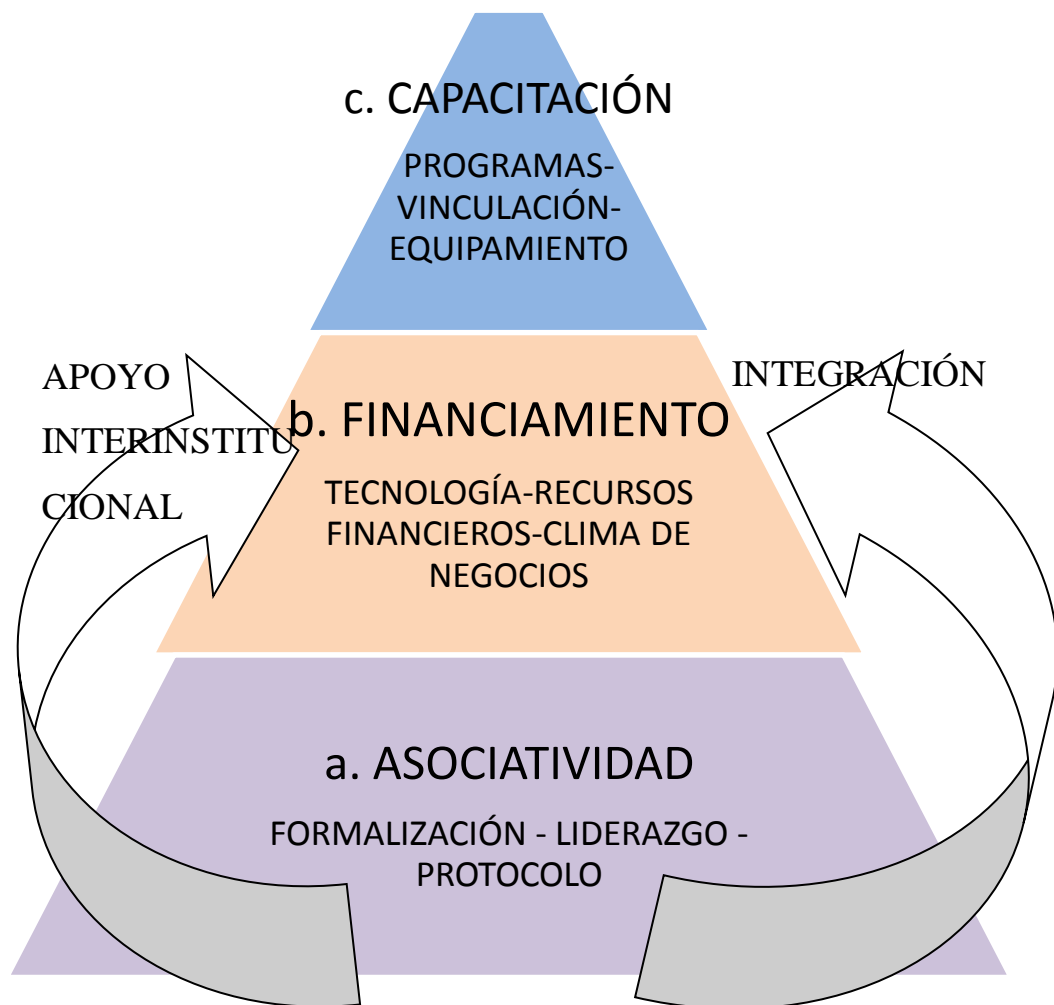 c. CAPACITACIÓN
PROGRAMAS-
VINCULACIÓN-
EQUIPAMIENTO
APOYO
INTERINSTITU
CIONAL
INTEGRACIÓN
b. FINANCIAMIENTO
TECNOLOGÍA-RECURSOS
FINANCIEROS-CLIMA DE
NEGOCIOS
a. ASOCIATIVIDAD
FORMALIZACIÓN - LIDERAZGO -
PROTOCOLO